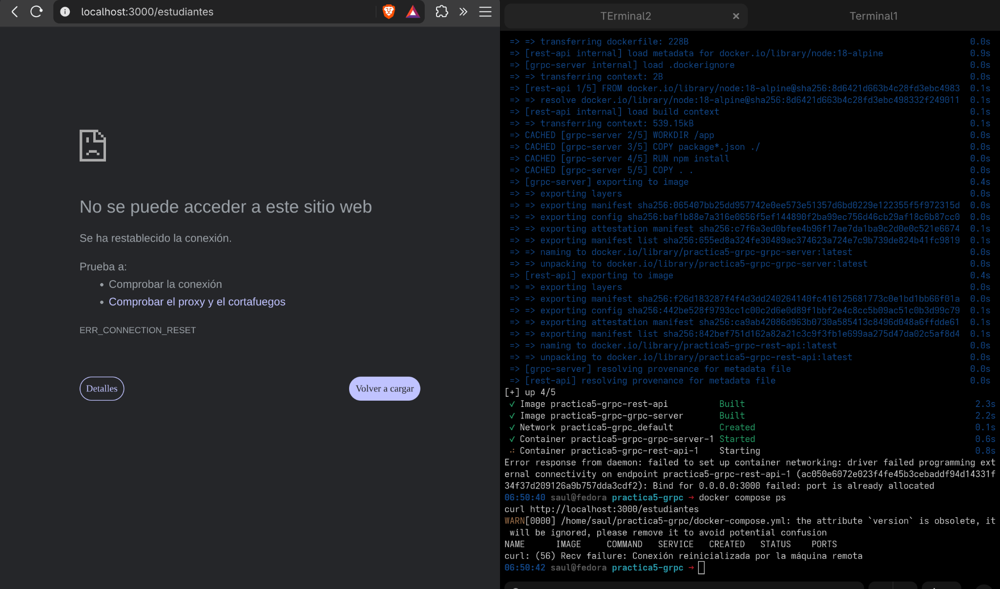 localhost:3000/estudiantes
No se puede acceder a este sitio web
Se ha restablecido la conexión.
Prueba a:
• Comprobar la conexión
• Comprobar el proxy y el cortafuegos
ERR_CONNECTION_RESET
Detalles
Volver a cargar
TErminal2 ×
Terminal1
=> => transferring dockerfile: 228B 0.0s
=> [rest-api internal] load metadata for docker.io/library/node:18-alpine 0.9s
=> [grpc-server internal] load .dockerignore 0.0s
=> => transferring context: 2B 0.0s
=> [rest-api 1/5] FROM docker.io/library/node:18-alpine@sha256:8d6421d663b4c28fd3ebc4983 0.1s
=> => resolve docker.io/library/node:18-alpine@sha256:8d6421d663b4c28fd3ebc498332f249011 0.1s
=> [rest-api internal] load build context 0.1s
=> => transferring context: 539.15kB 0.1s
=> CACHED [grpc-server 2/5] WORKDIR /app 0.0s
=> CACHED [grpc-server 3/5] COPY package*.json ./ 0.0s
=> CACHED [grpc-server 4/5] RUN npm install 0.0s
=> CACHED [grpc-server 5/5] COPY . . 0.0s
=> [grpc-server] exporting to image 0.4s
=> => exporting layers 0.0s
=> => exporting manifest sha256:065407bb25dd957742e0ee573e51357d6bd0229e122355f5f972315d 0.0s
=> => exporting config sha256:baf1b88e7a316e0656f5ef144890f2ba99ec756d46cb29af18c6b87cc0 0.0s
=> => exporting attestation manifest sha256:c7f6a3ed0bfee4b96f17ae7da1ba9c2d0e0c521e6674 0.1s
=> => exporting manifest list sha256:655ed8a324fe30489ac374623a724e7c9b739de824b41fc9819 0.1s
=> => naming to docker.io/library/practica5-grpc-grpc-server:latest 0.0s
=> => unpacking to docker.io/library/practica5-grpc-grpc-server:latest 0.0s
=> [rest-api] exporting to image 0.4s
=> => exporting layers 0.0s
=> => exporting manifest sha256:f26d183287f4f4d3dd240264140fc416125681773c0e1bd1bb66f01a 0.0s
=> => exporting config sha256:442be528f9793cc1c00c2d6e0d89f1bbf2e4c8cc5b09ac51c0b3d99c79 0.1s
=> => exporting attestation manifest sha256:ca9ab42086d963b0730a585413c8496d048a6ffdde61 0.1s
=> => exporting manifest list sha256:842bef751d162a82a21c3c9f3fb1e699aa275d47da02c5af8d4 0.1s
=> => naming to docker.io/library/practica5-grpc-rest-api:latest 0.0s
=> => unpacking to docker.io/library/practica5-grpc-rest-api:latest 0.0s
=> [grpc-server] resolving provenance for metadata file 0.0s
=> [rest-api] resolving provenance for metadata file 0.0s
[+] up 4/5
✓ Image practica5-grpc-rest-api Built 2.3s
✓ Image practica5-grpc-grpc-server Built 2.2s
✓ Network practica5-grpc_default Created 0.1s
✓ Container practica5-grpc-grpc-server-1 Started 0.6s
Container practica5-grpc-rest-api-1 Starting 0.8s
Error response from daemon: failed to set up container networking: driver failed programming ext
ernal connectivity on endpoint practica5-grpc-rest-api-1 (ac050e6072e023f4fe45b3cebaddf94d14331f
34f37d209126a9b757dda3cdf2): Bind for 0.0.0.0:3000 failed: port is already allocated
06:50:40 saul@fedora practica5-grpc → docker compose ps
curl http://localhost:3000/estudiantes
WARN[0000] /home/saul/practica5-grpc/docker-compose.yml: the attribute `version` is obsolete, it
will be ignored, please remove it to avoid potential confusion
NAME IMAGE COMMAND SERVICE CREATED STATUS PORTS
curl: (56) Recv failure: Conexión reinicializada por la máquina remota
06:50:42 saul@fedora practica5-grpc →